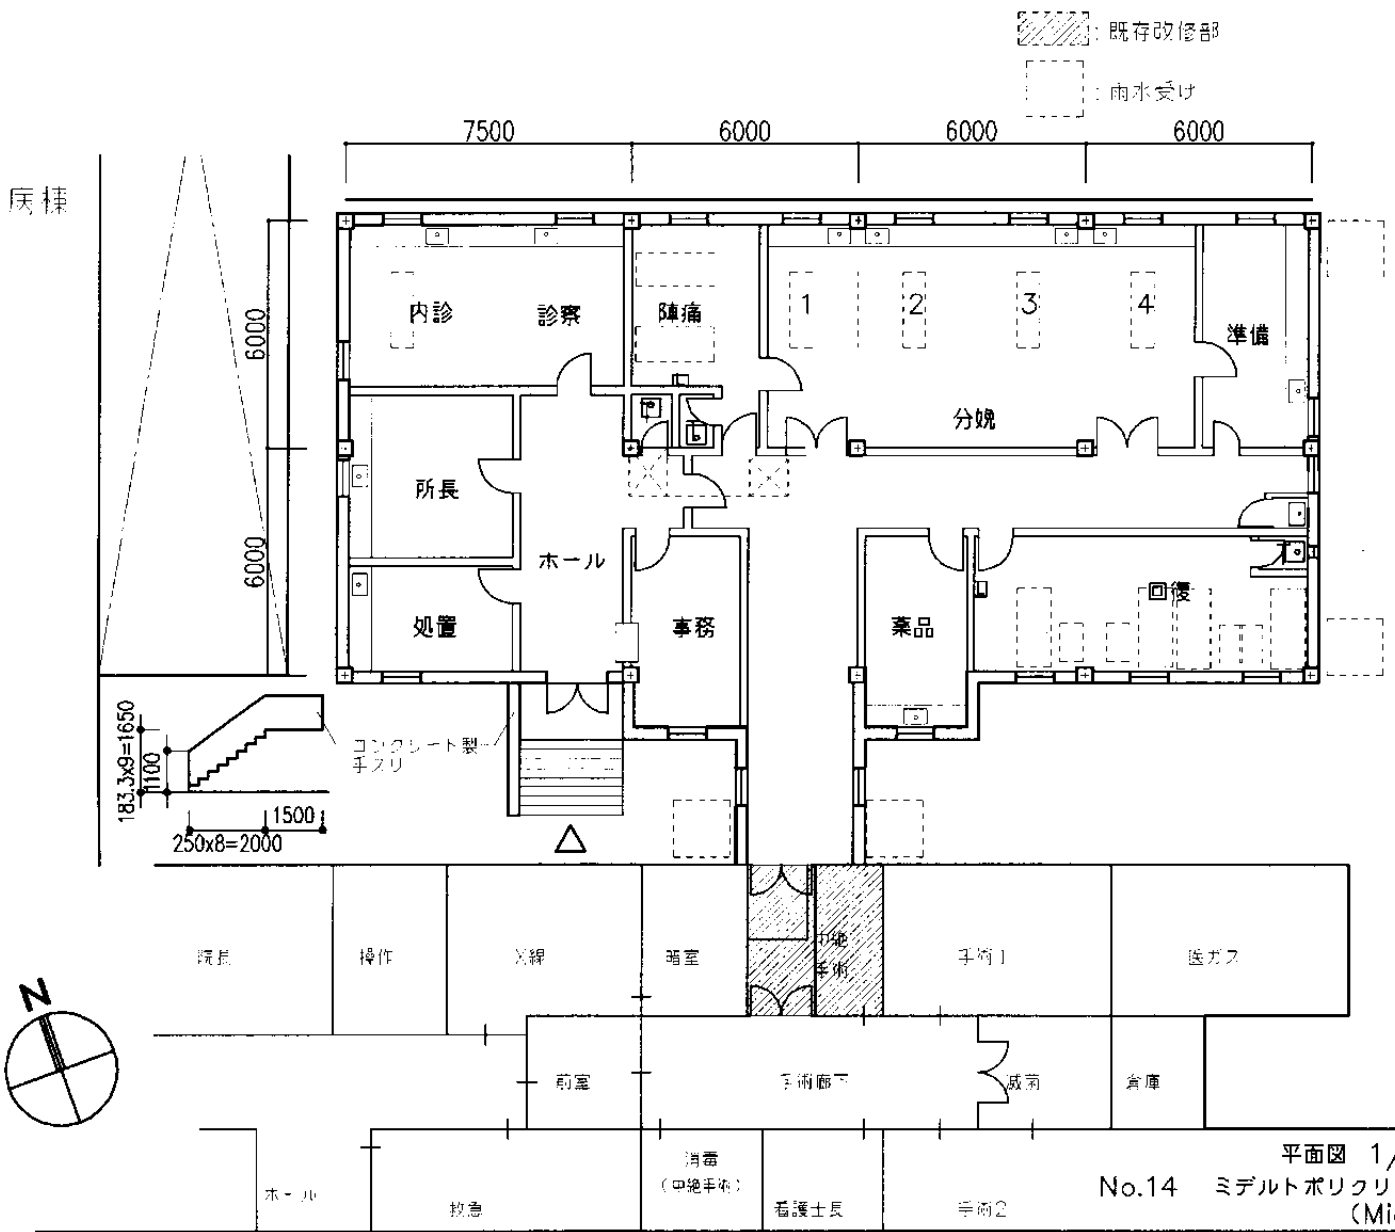 : 既存改修部
: 雨水受け
7500
6000
6000
6000
病棟
6000
6000
内診
診察
陣痛
1
2
3
4
準備
分娩
所長
ホール
処置
事務
薬品
回復
183.3x9=1650
1100
1500
250x8=2000
コンクリート製
手スリ
院長
操作
X線
暗室
中絶
手術
手術1
医ガス
N
前室
手術廊下
滅菌
倉庫
ホール
救急
消毒
(中絶手術)
看護士長
手術2
平面図 1/
No.14 ミデルトポリクリ
(Mi